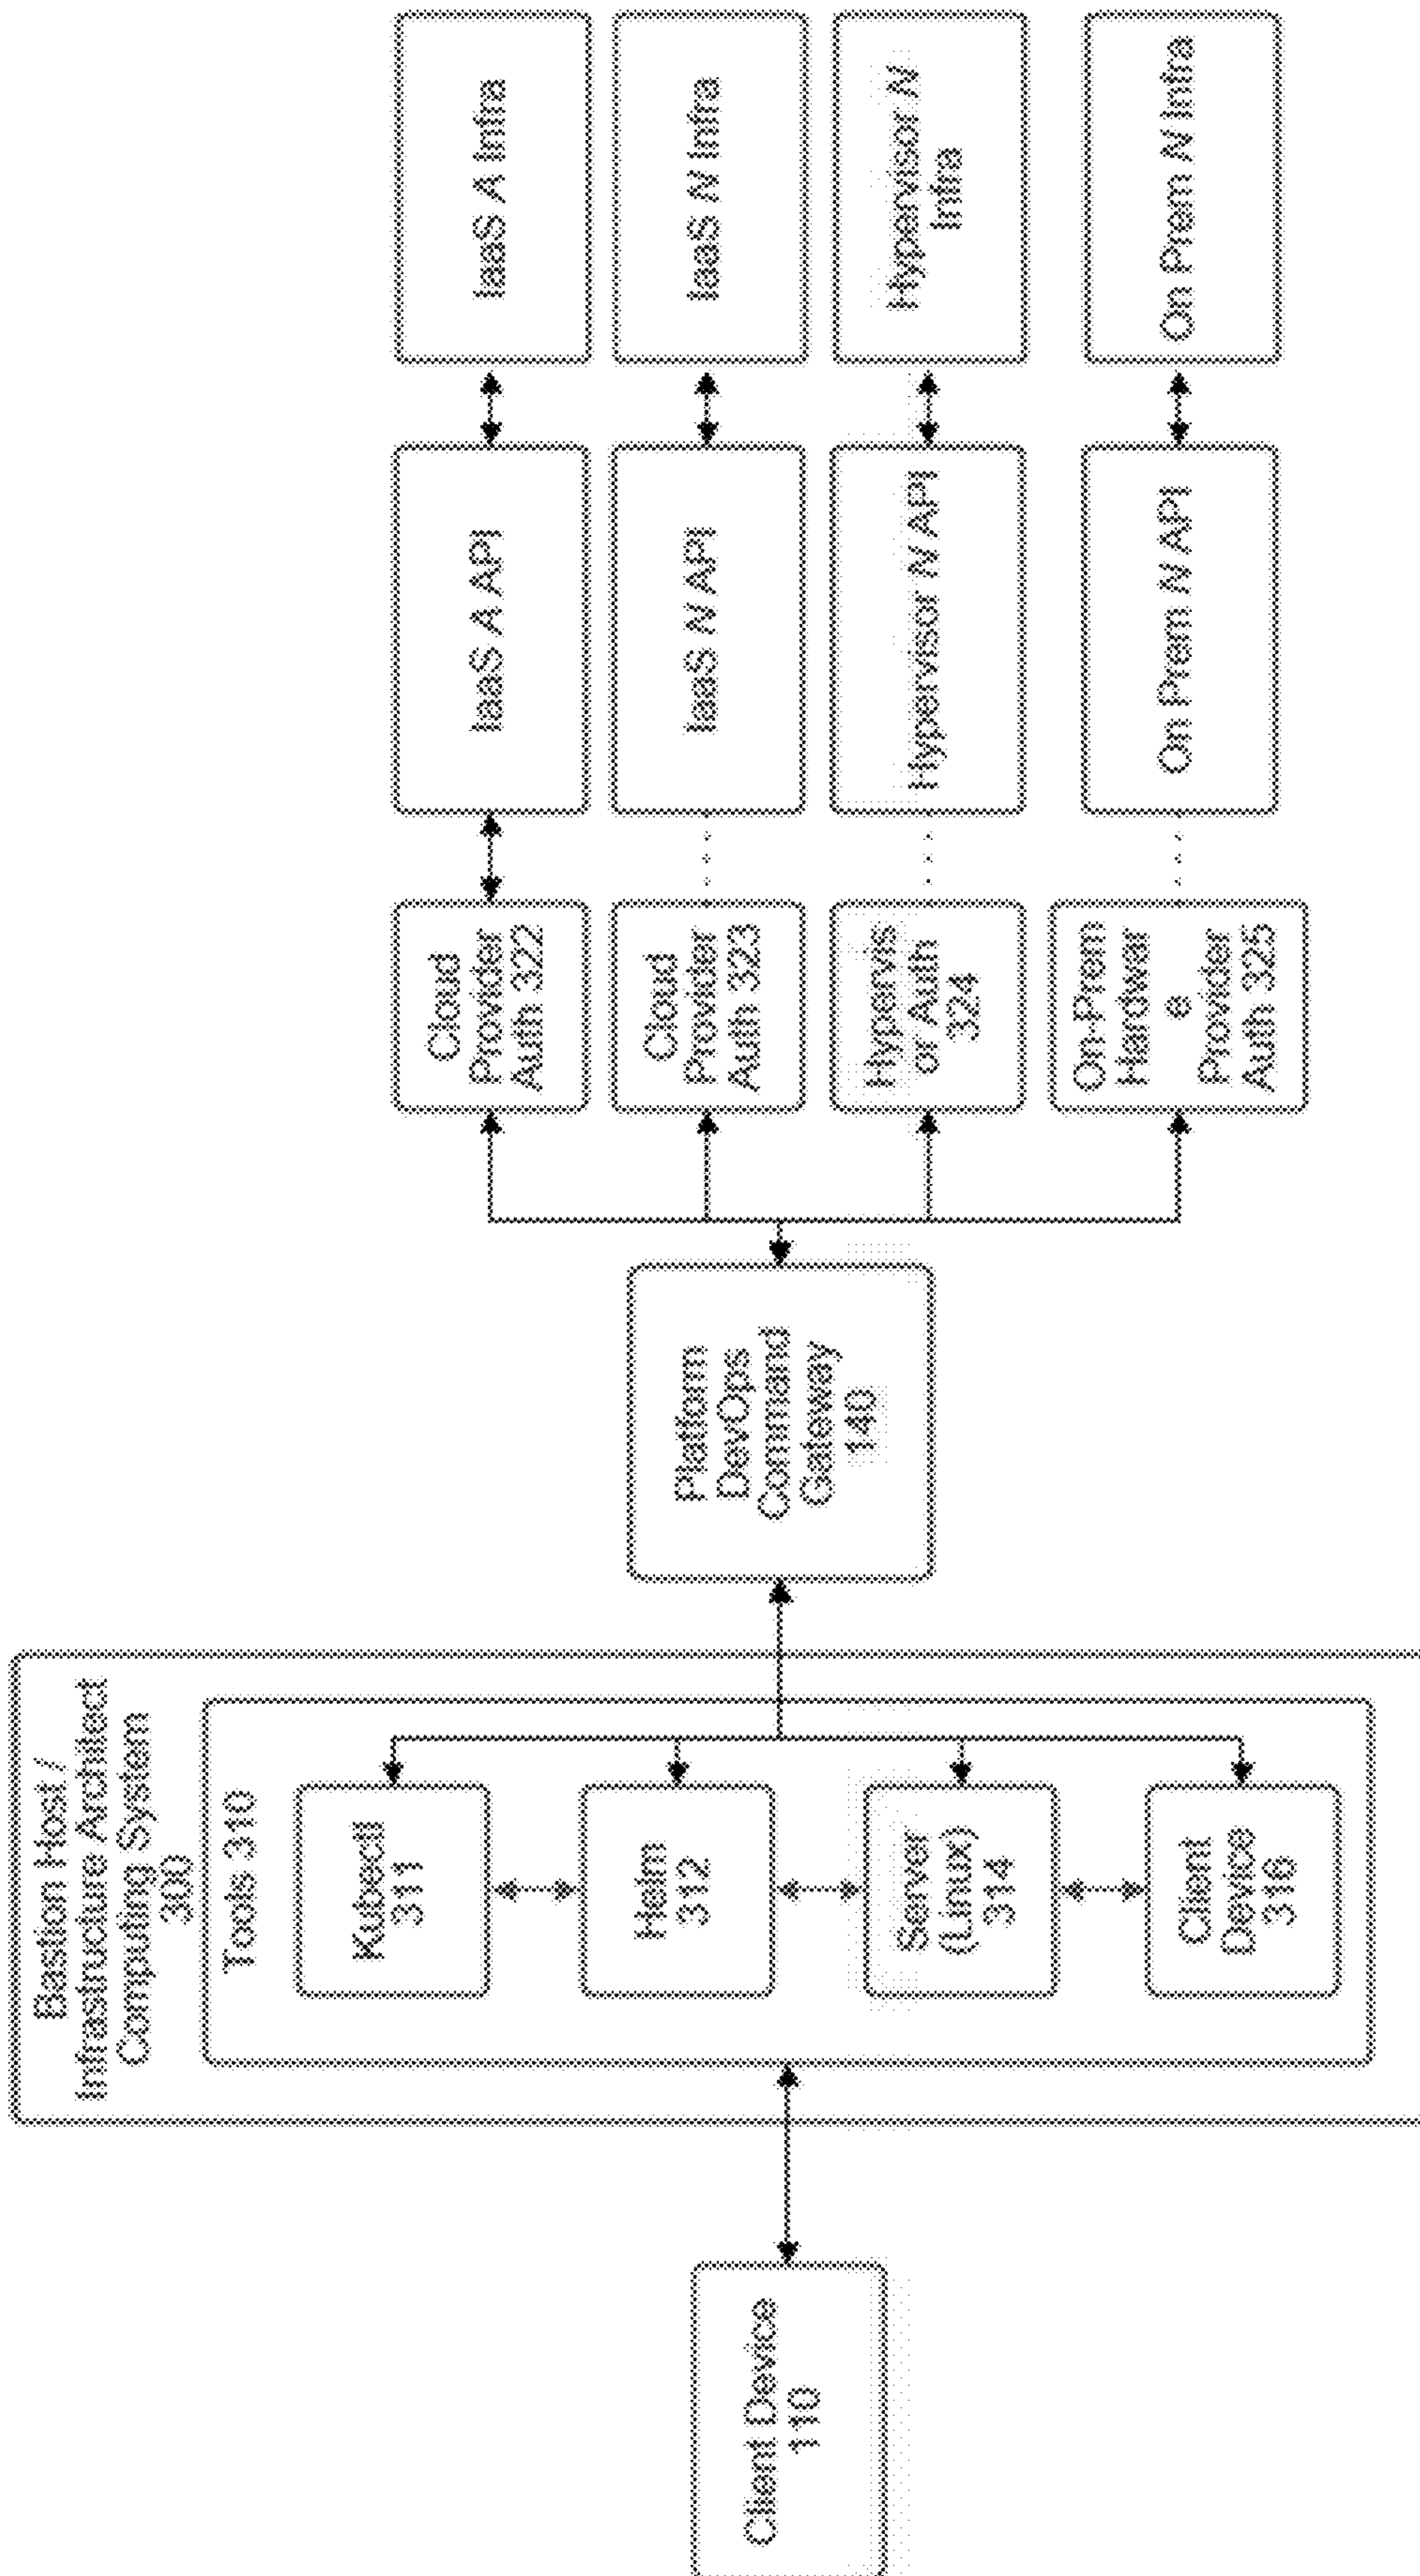 Client Device
110
Bastion Host /
Infrastructure Architect
Computing System
300
Tools 310
Kubectl
311
Helm
312
Server
(Linux)
314
Client
Device
316
Platform
DevOps
Command
Gateway
140
Cloud
Provider
Auth 322
IaaS A API
IaaS A Infra
Cloud
Provider
Auth 323
IaaS N API
IaaS N Infra
Hypervis
or Auth
324
Hypervisor N API
Hypervisor N
Infra
On-Prem
Hardwar
e
Provider
Auth 325
On Prem N API
On Prem N Infra